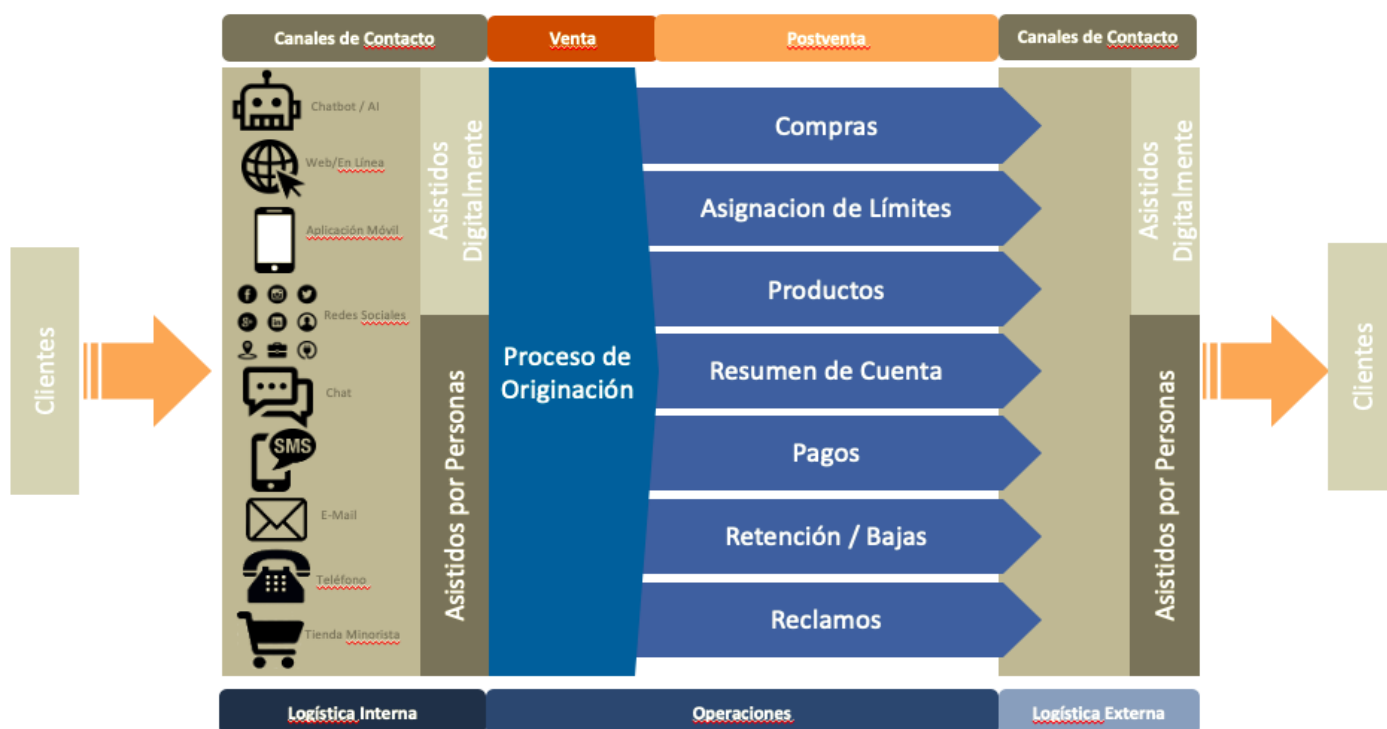 Canales de Contacto
Venta
Postventa
Canales de Contacto
Clientes
Chatbot / AI
Web/En Línea
Aplicación Móvil
Redes Sociales
Chat
SMS
E-Mail
Teléfono
Tienda Minorista
Asistidos
Digitalmente
Asistidos por Personas
Proceso de
Originación
Compras
Asignacion de Límites
Productos
Resumen de Cuenta
Pagos
Retención / Bajas
Reclamos
Asistidos
Digitalmente
Asistidos por Personas
Clientes
Logística Interna
Operaciones
Logística Externa